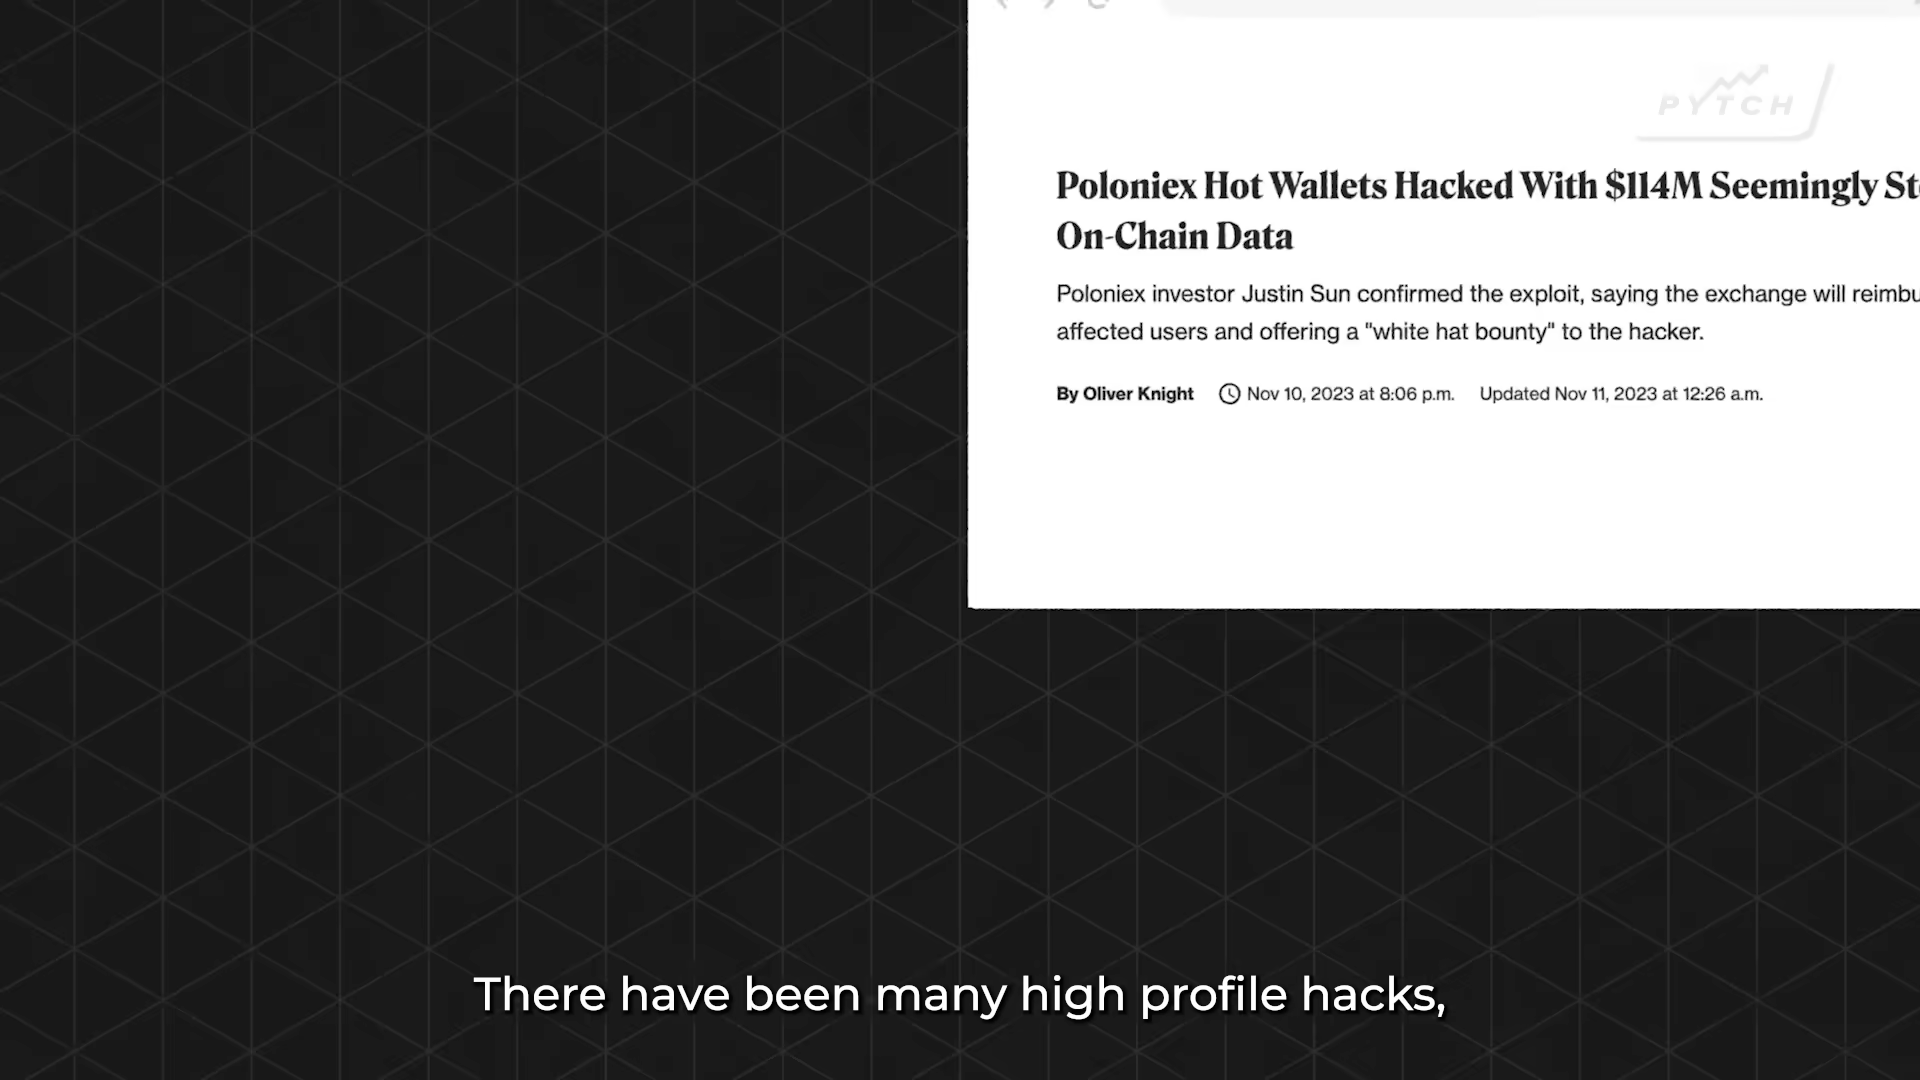 PYTCH
Poloniex Hot Wallets Hacked With $114M Seemingly
On-Chain Data
Poloniex investor Justin Sun confirmed the exploit, saying the exchange will
affected users and offering a "white hat bounty" to the hacker.
By Oliver Knight Nov 10, 2023 at 8:06 p.m. Updated Nov 11, 2023 at 12:26 a.m.
There have been many high profile hacks,